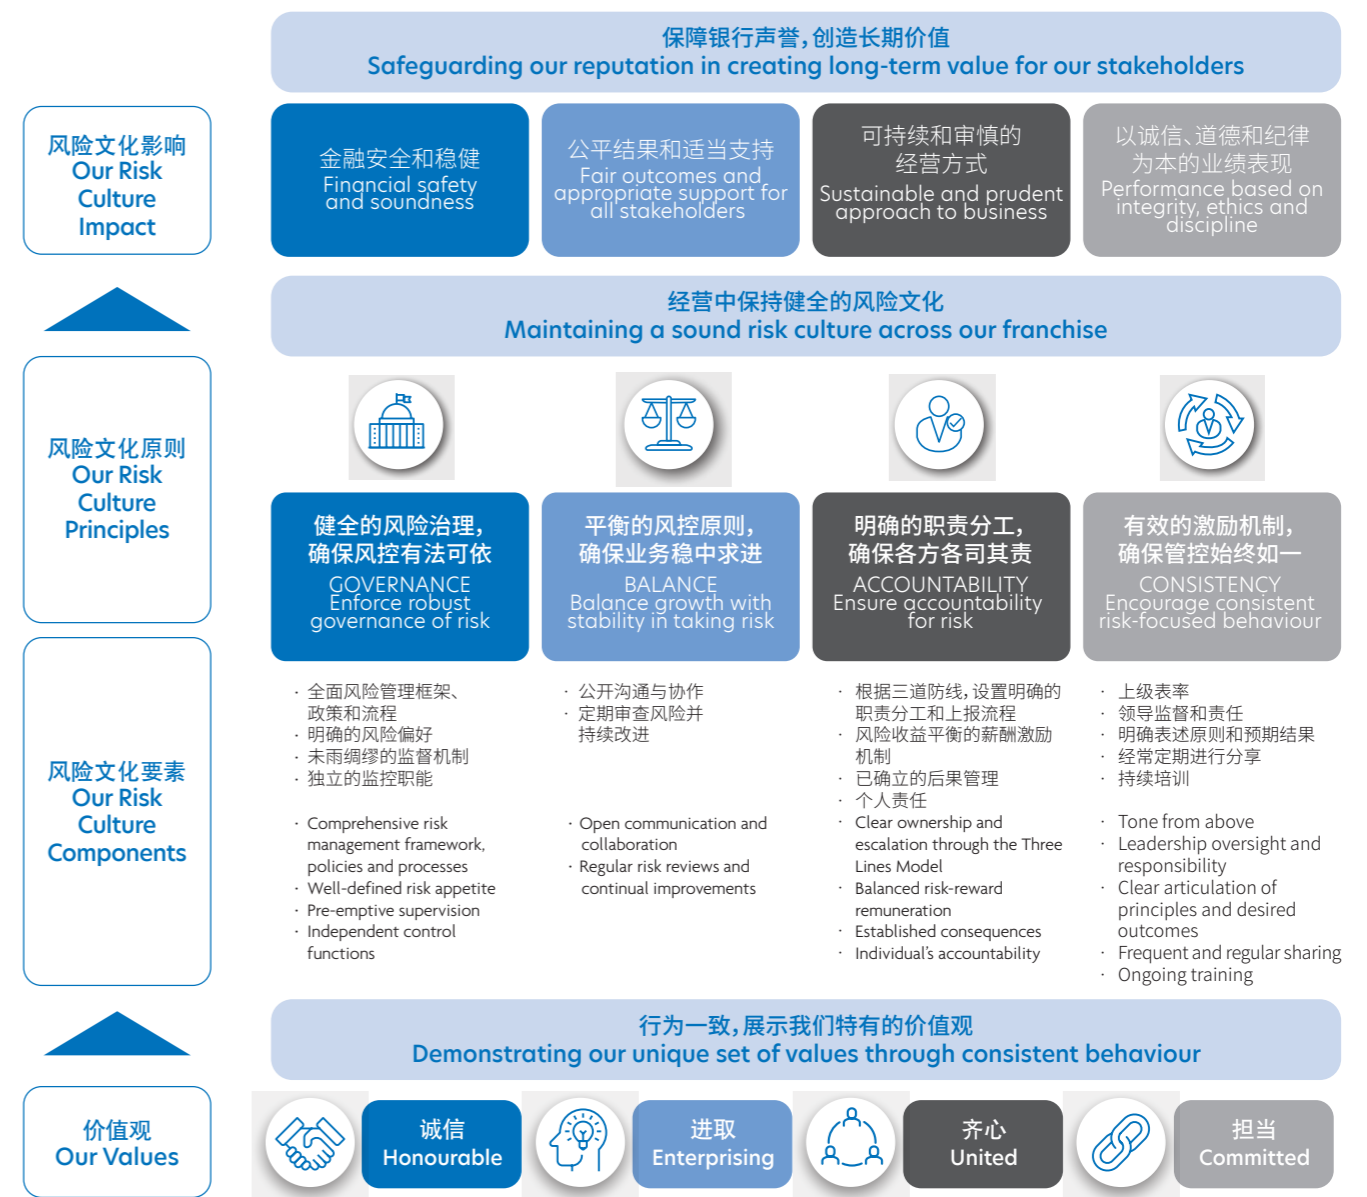 保障银行声誉，创造长期价值
Safeguarding our reputation in creating long-term value for our stakeholders
风险文化影响
Our Risk
Culture
Impact
金融安全和稳健
Financial safety
and soundness
公平结果和适当支持
Fair outcomes and
appropriate support for
all stakeholders
可持续和审慎的
经营方式
Sustainable and prudent
approach to business
以诚信、道德和纪律
为本的业绩表现
Performance based on
integrity, ethics and
discipline
经营中保持健全的风险文化
Maintaining a sound risk culture across our franchise
风险文化原则
Our Risk
Culture
Principles
健全的风险治理，
确保风控有法可依
GOVERNANCE
Enforce robust
governance of risk
平衡的风控原则，
确保业务稳中求进
BALANCE
Balance growth with
stability in taking risk
明确的职责分工，
确保各方各司其责
ACCOUNTABILITY
Ensure accountability
for risk
有效的激励机制，
确保管控始终如一
CONSISTENCY
Encourage consistent
risk-focused behaviour
风险文化要素
Our Risk
Culture
Components
· 全面风险管理框架、
政策和流程
· 明确的风险偏好
· 未雨绸缪的监督机制
· 独立的监控职能
· Comprehensive risk
management framework,
policies and processes
· Well-defined risk appetite
· Pre-emptive supervision
· Independent control
functions
· 公开沟通与协作
· 定期审查风险并
持续改进
· Open communication and
collaboration
· Regular risk reviews and
continual improvements
· 根据三道防线，设置明确的
职责分工和上报流程
· 风险收益平衡的薪酬激励
机制
· 已确立的后果管理
· 个人责任
· Clear ownership and
escalation through the Three
Lines Model
· Balanced risk-reward
remuneration
· Established consequences
· Individual's accountability
· 上级表率
· 领导监督和责任
· 明确表述原则和预期结果
· 经常定期进行分享
· 持续培训
· Tone from above
· Leadership oversight and
responsibility
· Clear articulation of
principles and desired
outcomes
· Frequent and regular sharing
· Ongoing training
行为一致，展示我们特有的价值观
Demonstrating our unique set of values through consistent behaviour
价值观
Our Values
诚信
Honourable
进取
Enterprising
齐心
United
担当
Committed